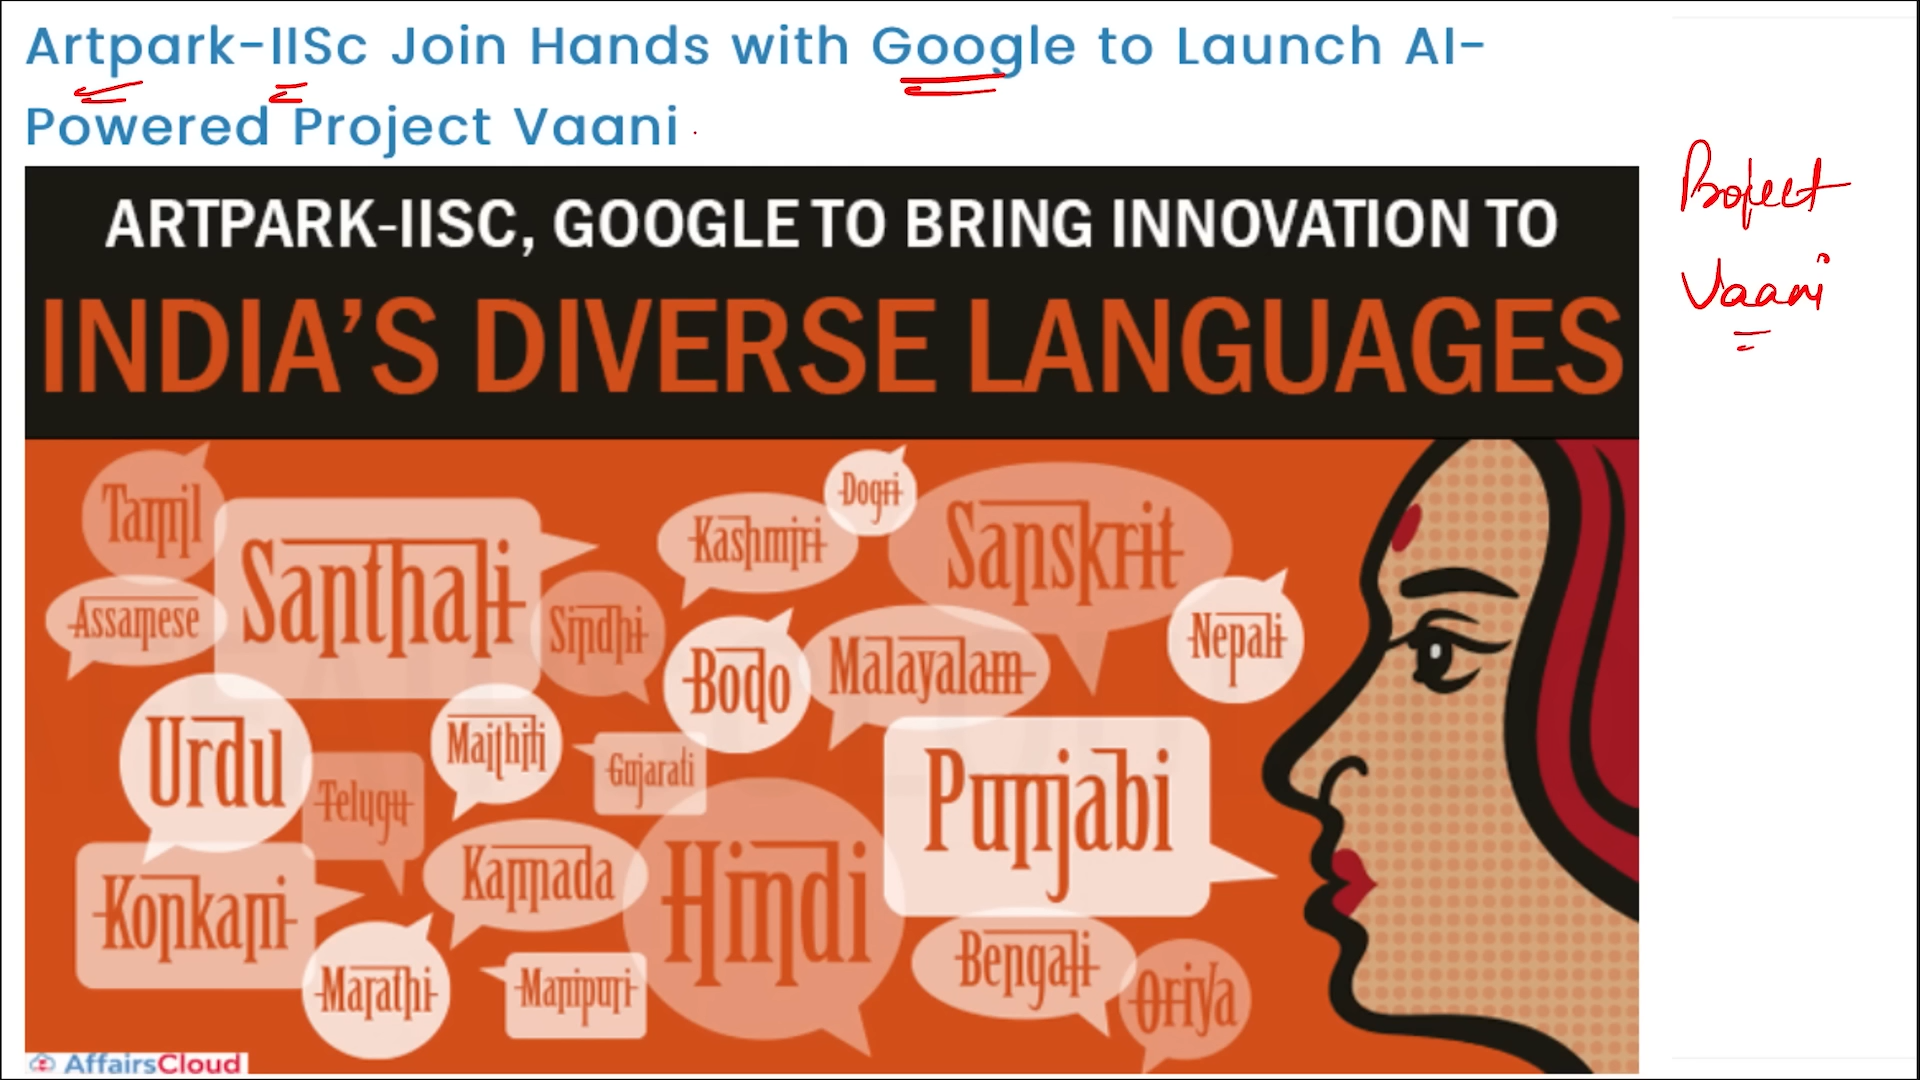 Artpark-IISc Join Hands with Google to Launch AI-
Powered Project Vaani
Project
Vaani
ARTPARK-IISC, GOOGLE TO BRING INNOVATION TO
INDIA'S DIVERSE LANGUAGES
Tamil
Santhali
Kashmiri
Dogri
Sanskrit
Assamese
Sindhi
Bodo
Malayalam
Nepali
Urdu
Telugu
Maithili
Gujarati
Punjabi
Konkani
Kannada
Hindi
Marathi
Manipuri
Bengali
Oriya
AffairsCloud